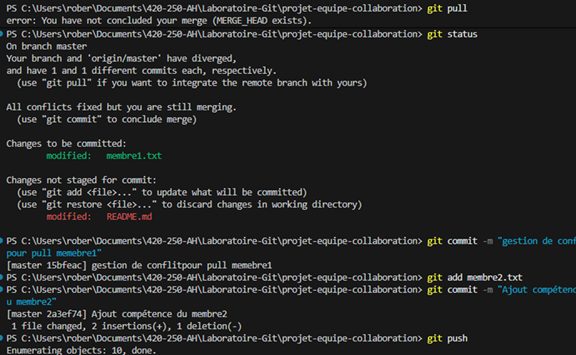 PS C:\Users\rober\Documents\420-250-AH\Laboratoire-Git\projet-equipe-collaboration> git pull
error: You have not concluded your merge (MERGE_HEAD exists).
PS C:\Users\rober\Documents\420-250-AH\Laboratoire-Git\projet-equipe-collaboration> git status
On branch master
Your branch and 'origin/master' have diverged,
and have 1 and 1 different commits each, respectively.
(use "git pull" if you want to integrate the remote branch with yours)
All conflicts fixed but you are still merging.
(use "git commit" to conclude merge)
Changes to be committed:
modified: membre1.txt
Changes not staged for commit:
(use "git add <file>..." to update what will be committed)
(use "git restore <file>..." to discard changes in working directory)
modified: README.md
PS C:\Users\rober\Documents\420-250-AH\Laboratoire-Git\projet-equipe-collaboration> git commit -m "gestion de conf
pour pull memebre1"
[master 15bfeac] gestion de conflitpour pull memebre1
PS C:\Users\rober\Documents\420-250-AH\Laboratoire-Git\projet-equipe-collaboration> git add membre2.txt
PS C:\Users\rober\Documents\420-250-AH\Laboratoire-Git\projet-equipe-collaboration> git commit -m "Ajout compétenc
u membre2"
[master 2a3ef74] Ajout compétence du membre2
1 file changed, 2 insertions(+), 1 deletion(-)
PS C:\Users\rober\Documents\420-250-AH\Laboratoire-Git\projet-equipe-collaboration> git push
Enumerating objects: 10, done.